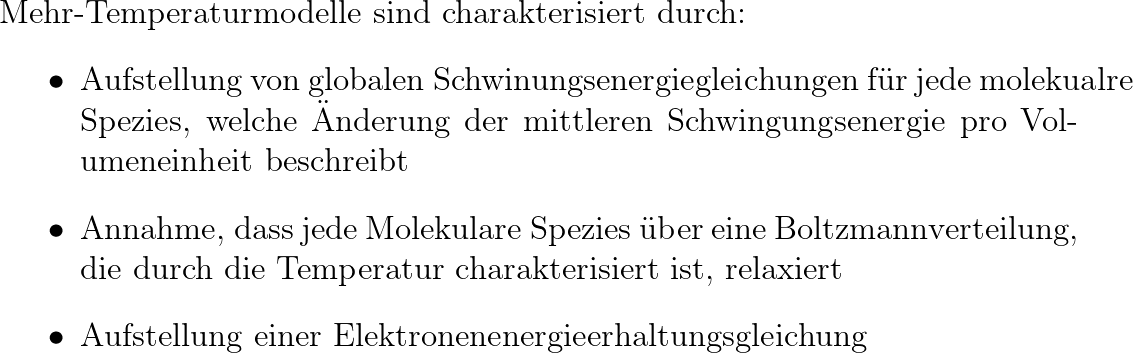 Mehr-Temperaturmodelle sind charakterisiert durch:
• Aufstellung von globalen Schwinungsenergiegleichungen für jede molekualre
Spezies, welche Änderung der mittleren Schwingungsenergie pro Vol-
umeneinheit beschreibt
• Annahme, dass jede Molekulare Spezies über eine Boltzmannverteilung,
die durch die Temperatur charakterisiert ist, relaxiert
• Aufstellung einer Elektronenenergieerhaltungsgleichung